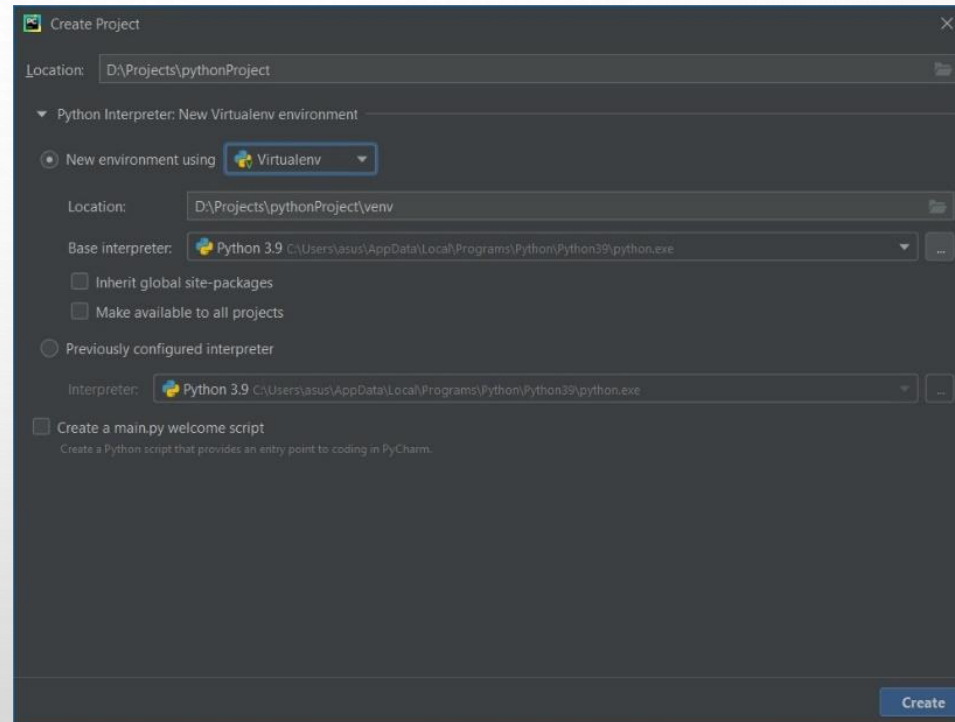 PC Create Project
Location: D:\Projects\pythonProject
Python Interpreter: New Virtualenv environment
New environment using Virtualenv
Location: D:\Projects\pythonProject\venv
Base interpreter: Python 3.9 C:\Users\asus\AppData\Local\Programs\Python\Python39\python.exe ...
Inherit global site-packages
Make available to all projects
Previously configured interpreter
Interpreter: Python 3.9 C:\Users\asus\AppData\Local\Programs\Python\Python39\python.exe ...
Create a main.py welcome script
Create a Python script that provides an entry point to coding in PyCharm.
Create